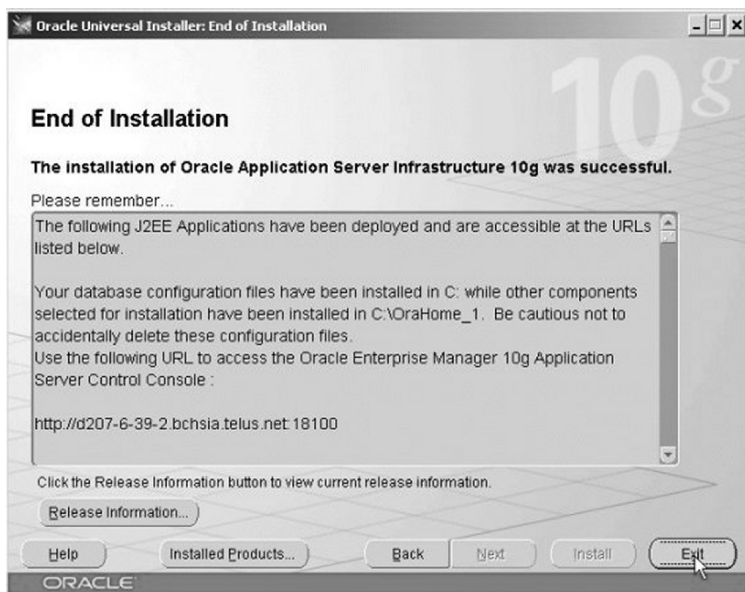 Oracle Universal Installer: End of Installation
10g
End of Installation
The installation of Oracle Application Server Infrastructure 10g was successful.
Please remember...
The following J2EE Applications have been deployed and are accessible at the URLs
listed below.
Your database configuration files have been installed in C: while other components
selected for installation have been installed in C:\OraHome_1. Be cautious not to
accidentally delete these configuration files.
Use the following URL to access the Oracle Enterprise Manager 10g Application
Server Control Console :
http://d207-6-39-2.bchsia.telus.net:18100
Click the Release Information button to view current release information.
Release Information...
Help Installed Products... Back Next Install Exit
ORACLE